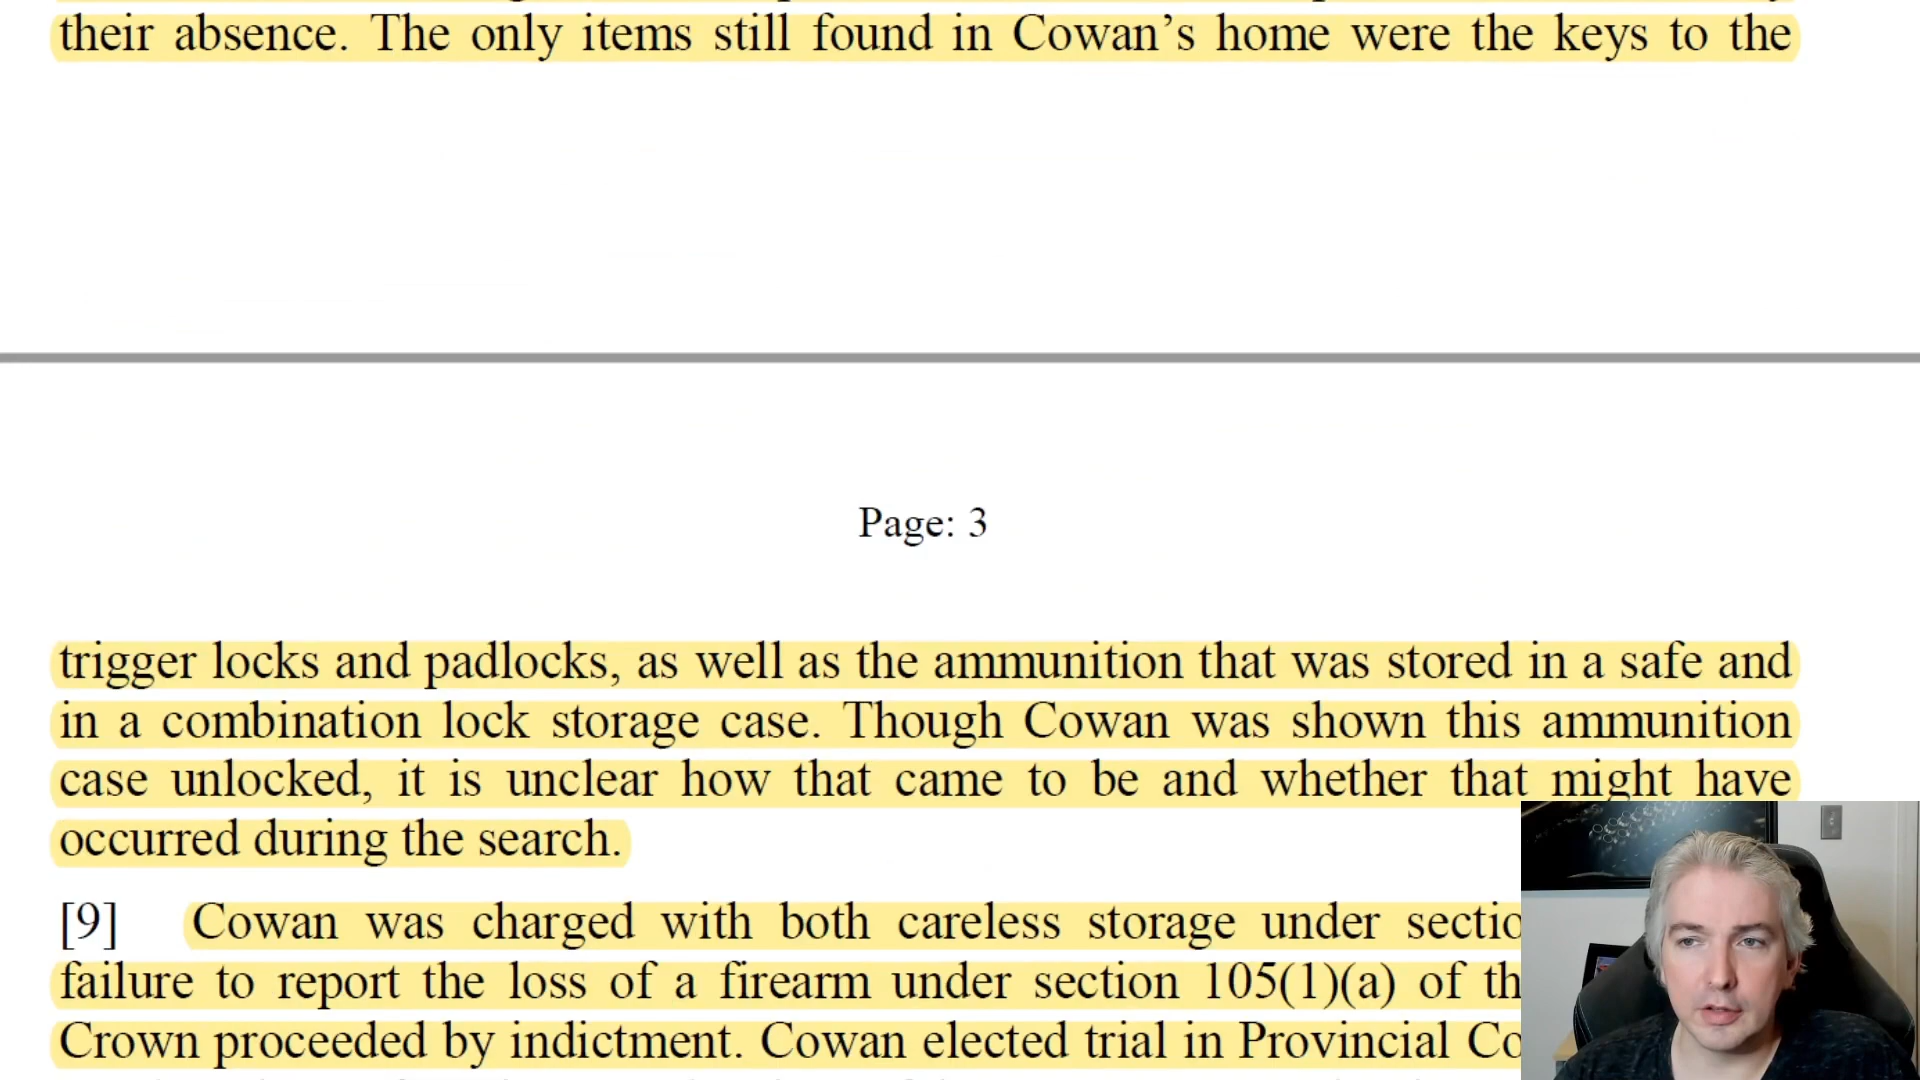 their absence. The only items still found in Cowan's home were the keys to the
Page: 3
trigger locks and padlocks, as well as the ammunition that was stored in a safe and
in a combination lock storage case. Though Cowan was shown this ammunition
case unlocked, it is unclear how that came to be and whether that might have
occurred during the search.
[9] Cowan was charged with both careless storage under sectio
failure to report the loss of a firearm under section 105(1)(a) of th
Crown proceeded by indictment. Cowan elected trial in Provincial Co